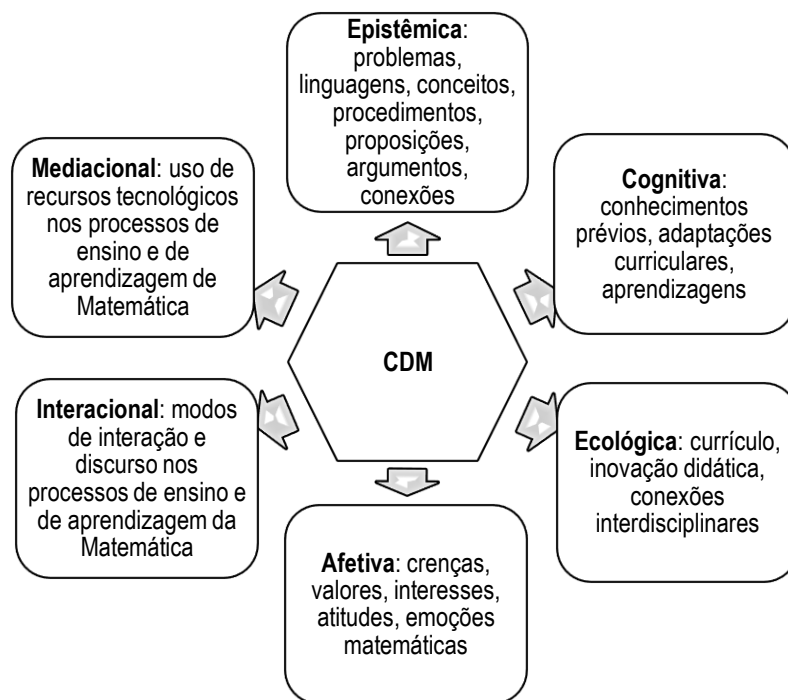 Epistêmica:
problemas,
linguagens, conceitos,
procedimentos,
proposições,
argumentos,
conexões
Mediacional: uso de
recursos tecnológicos
nos processos de
ensino e de
aprendizagem de
Matemática
Cognitiva:
conhecimentos
prévios, adaptações
curriculares,
aprendizagens
CDM
Interacional: modos
de interação e
discurso nos
processos de ensino e
de aprendizagem da
Matemática
Ecológica: currículo,
inovação didática,
conexões
interdisciplinares
Afetiva: crenças,
valores, interesses,
atitudes, emoções
matemáticas